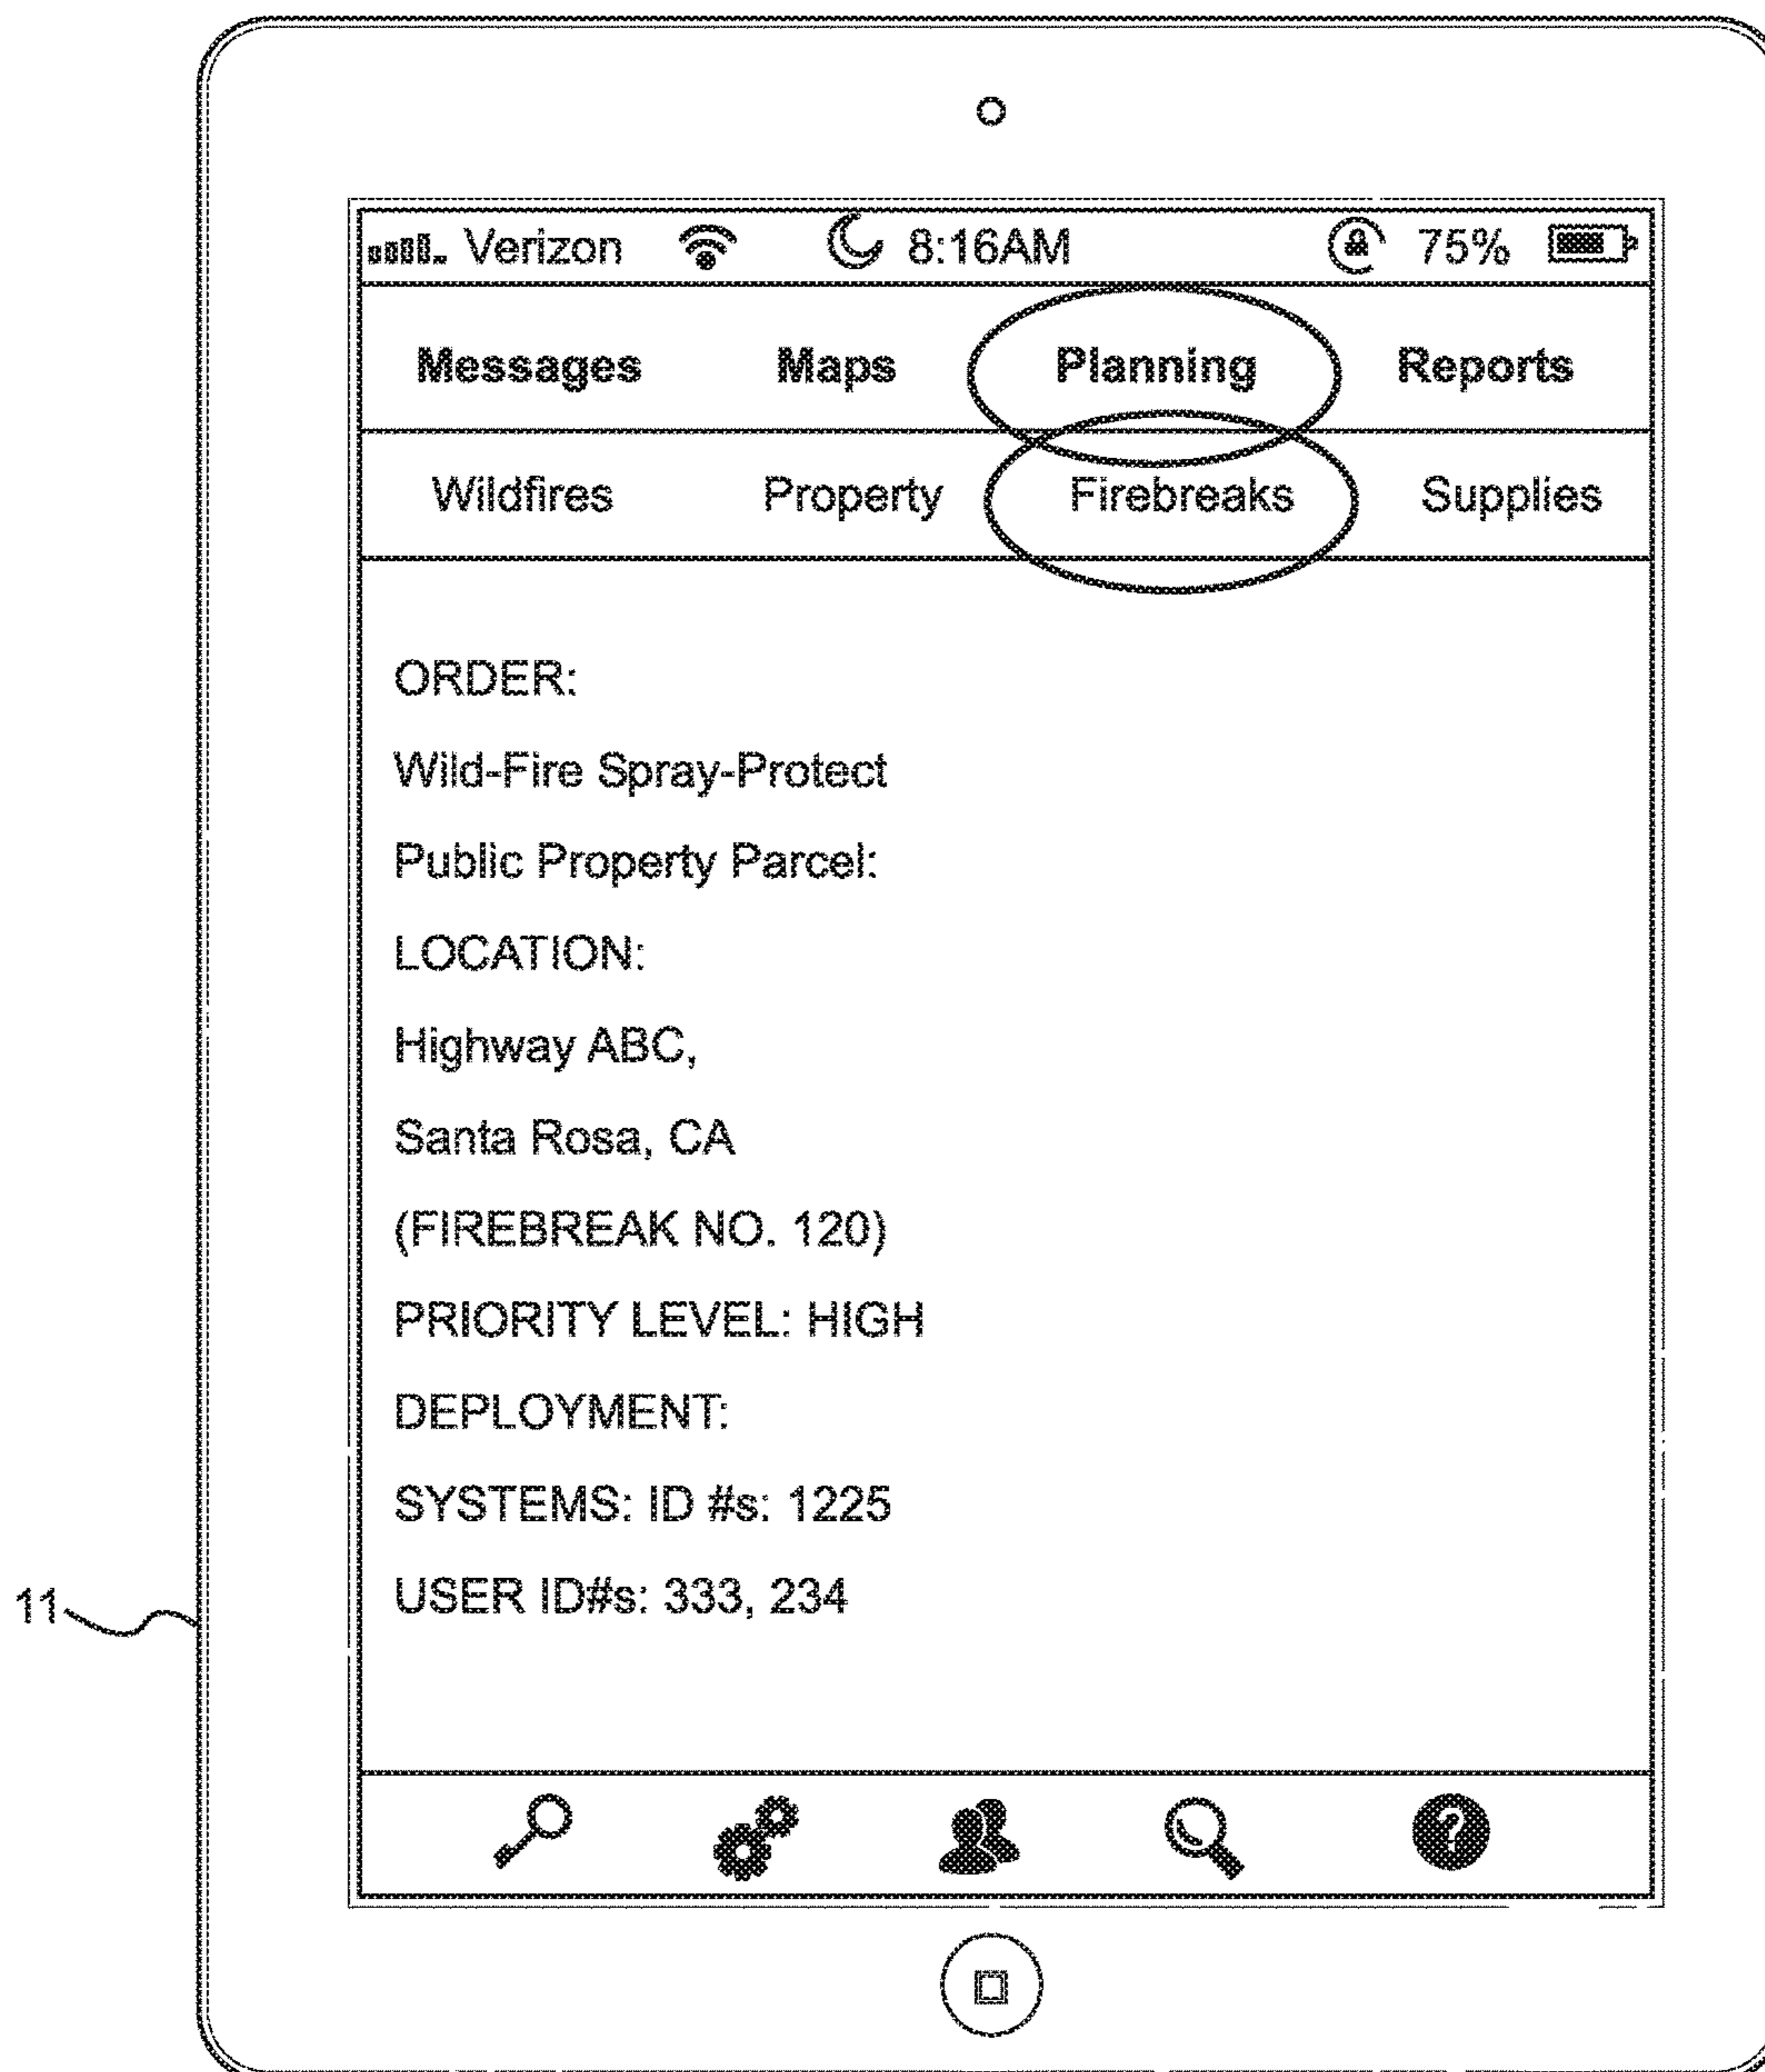 Verizon 8:16AM 75%
Messages Maps Planning Reports
Wildfires Property Firebreaks Supplies
ORDER:
Wild-Fire Spray-Protect
Public Property Parcel:
LOCATION:
Highway ABC,
Santa Rosa, CA
(FIREBREAK NO. 120)
PRIORITY LEVEL: HIGH
DEPLOYMENT:
SYSTEMS: ID #s: 1225
USER ID#s: 333, 234
11
?